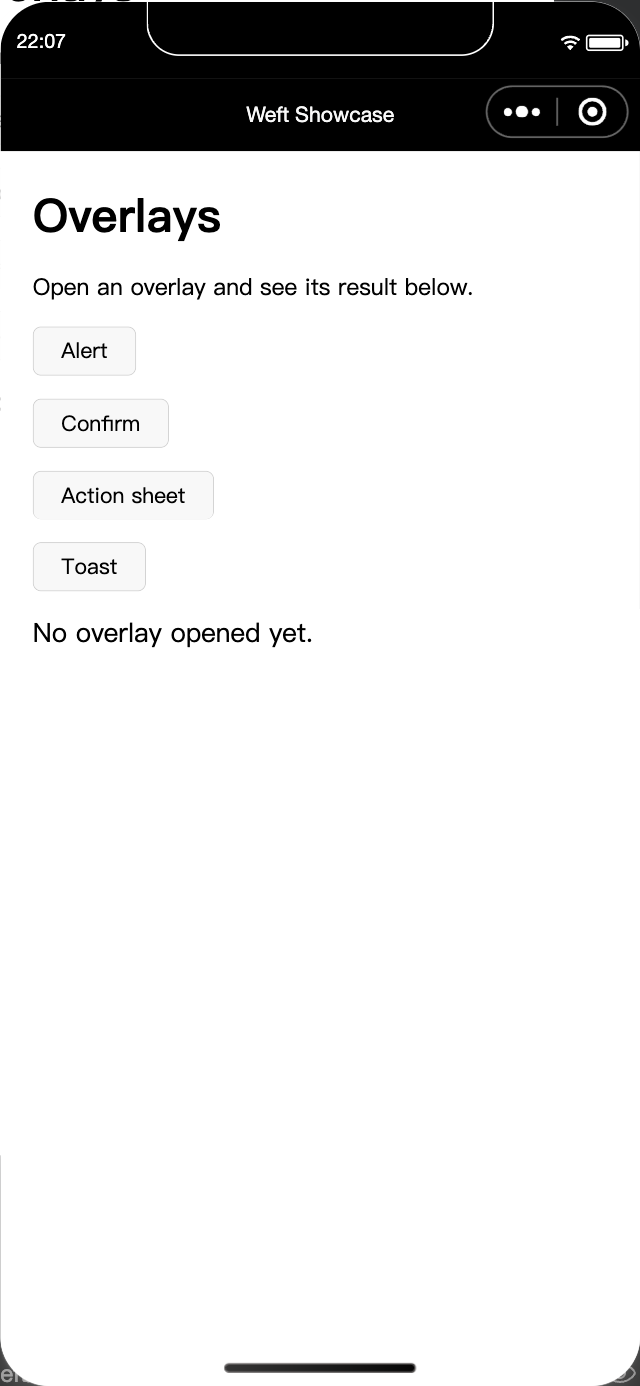 22:07
Weft Showcase
Overlays
Open an overlay and see its result below.
Alert
Confirm
Action sheet
Toast
No overlay opened yet.